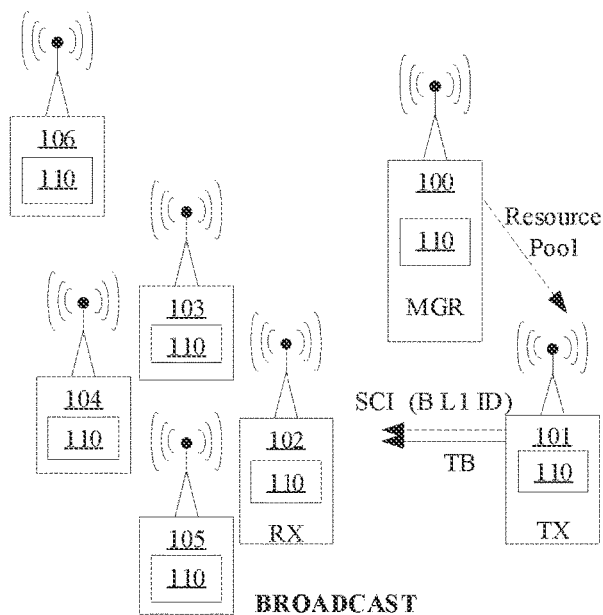 106
110
100
110
MGR
Resource
Pool
103
110
104
110
102
110
RX
SCI (B L1 ID)
TB
101
110
TX
105
110
BROADCAST